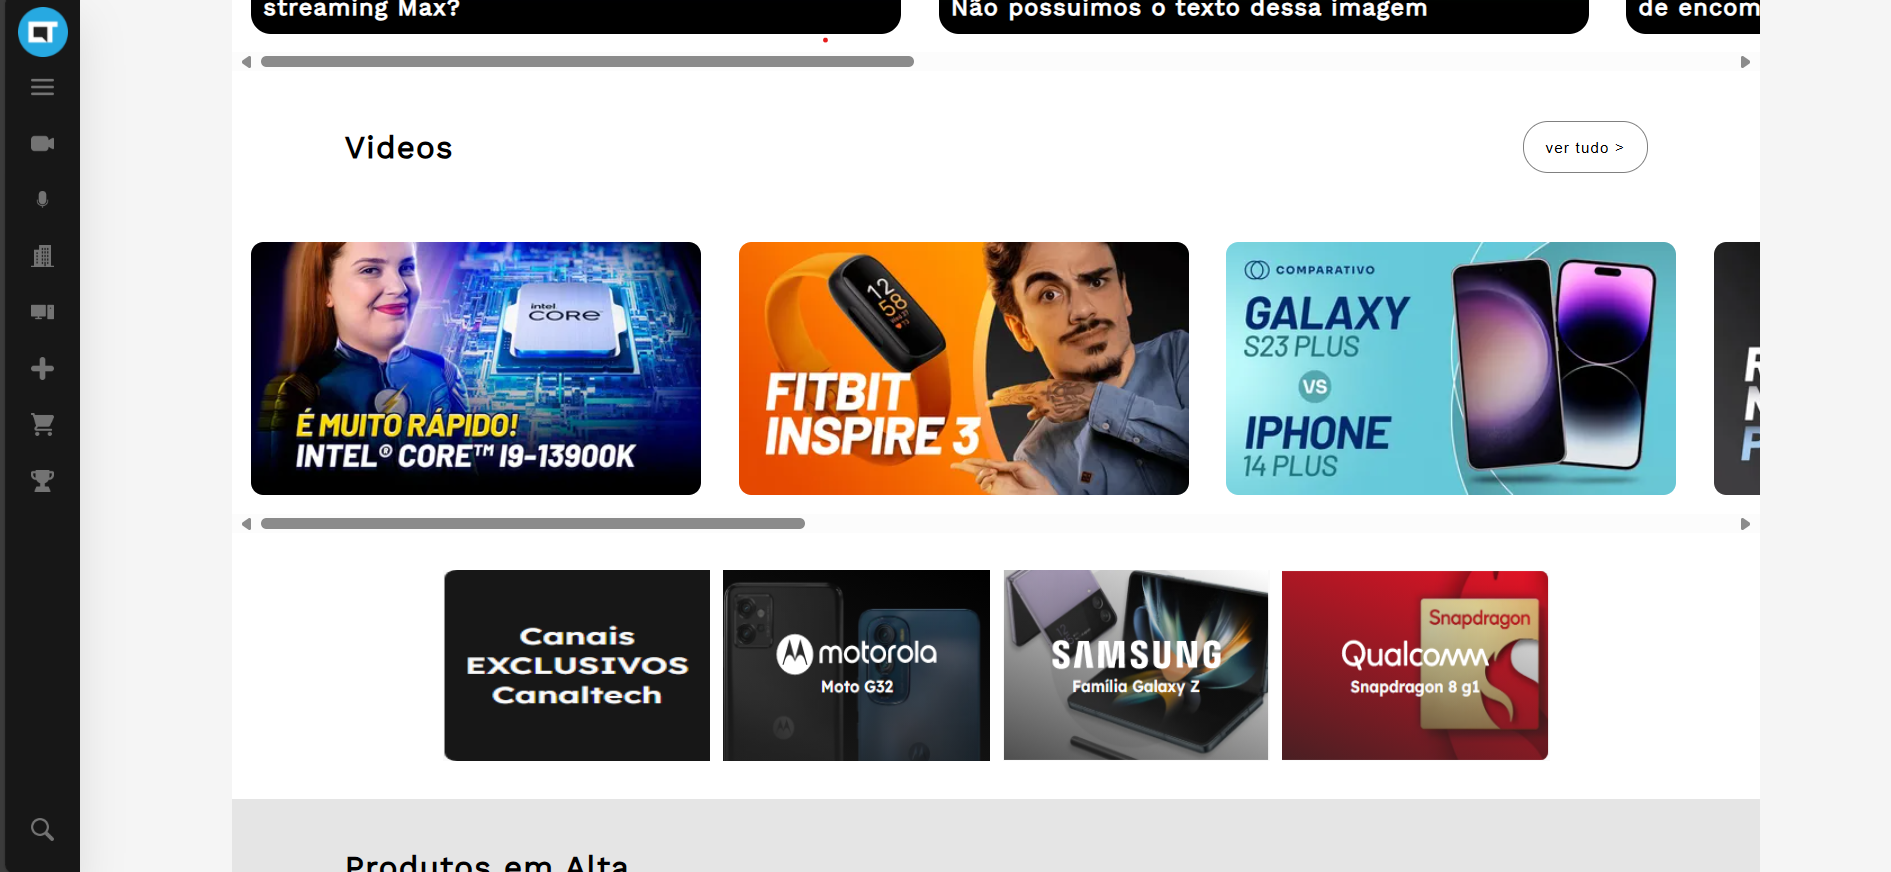 streaming Max?
Não possuimos o texto dessa imagem
de encom
Videos
ver tudo >
intel.
CORE
É MUITO RÁPIDO!
INTEL® CORE™ I9-13900K
12
85
FITBIT
INSPIRE 3
COMPARATIVO
GALAXY
S23 PLUS
VS
IPHONE
14 PLUS
Canais
EXCLUSIVOS
Canaltech
motorola
Moto G32
SAMSUNG
Família Galaxy Z
Snapdragon
Qualcomm
Snapdragon 8 g1
Produtos em Alta